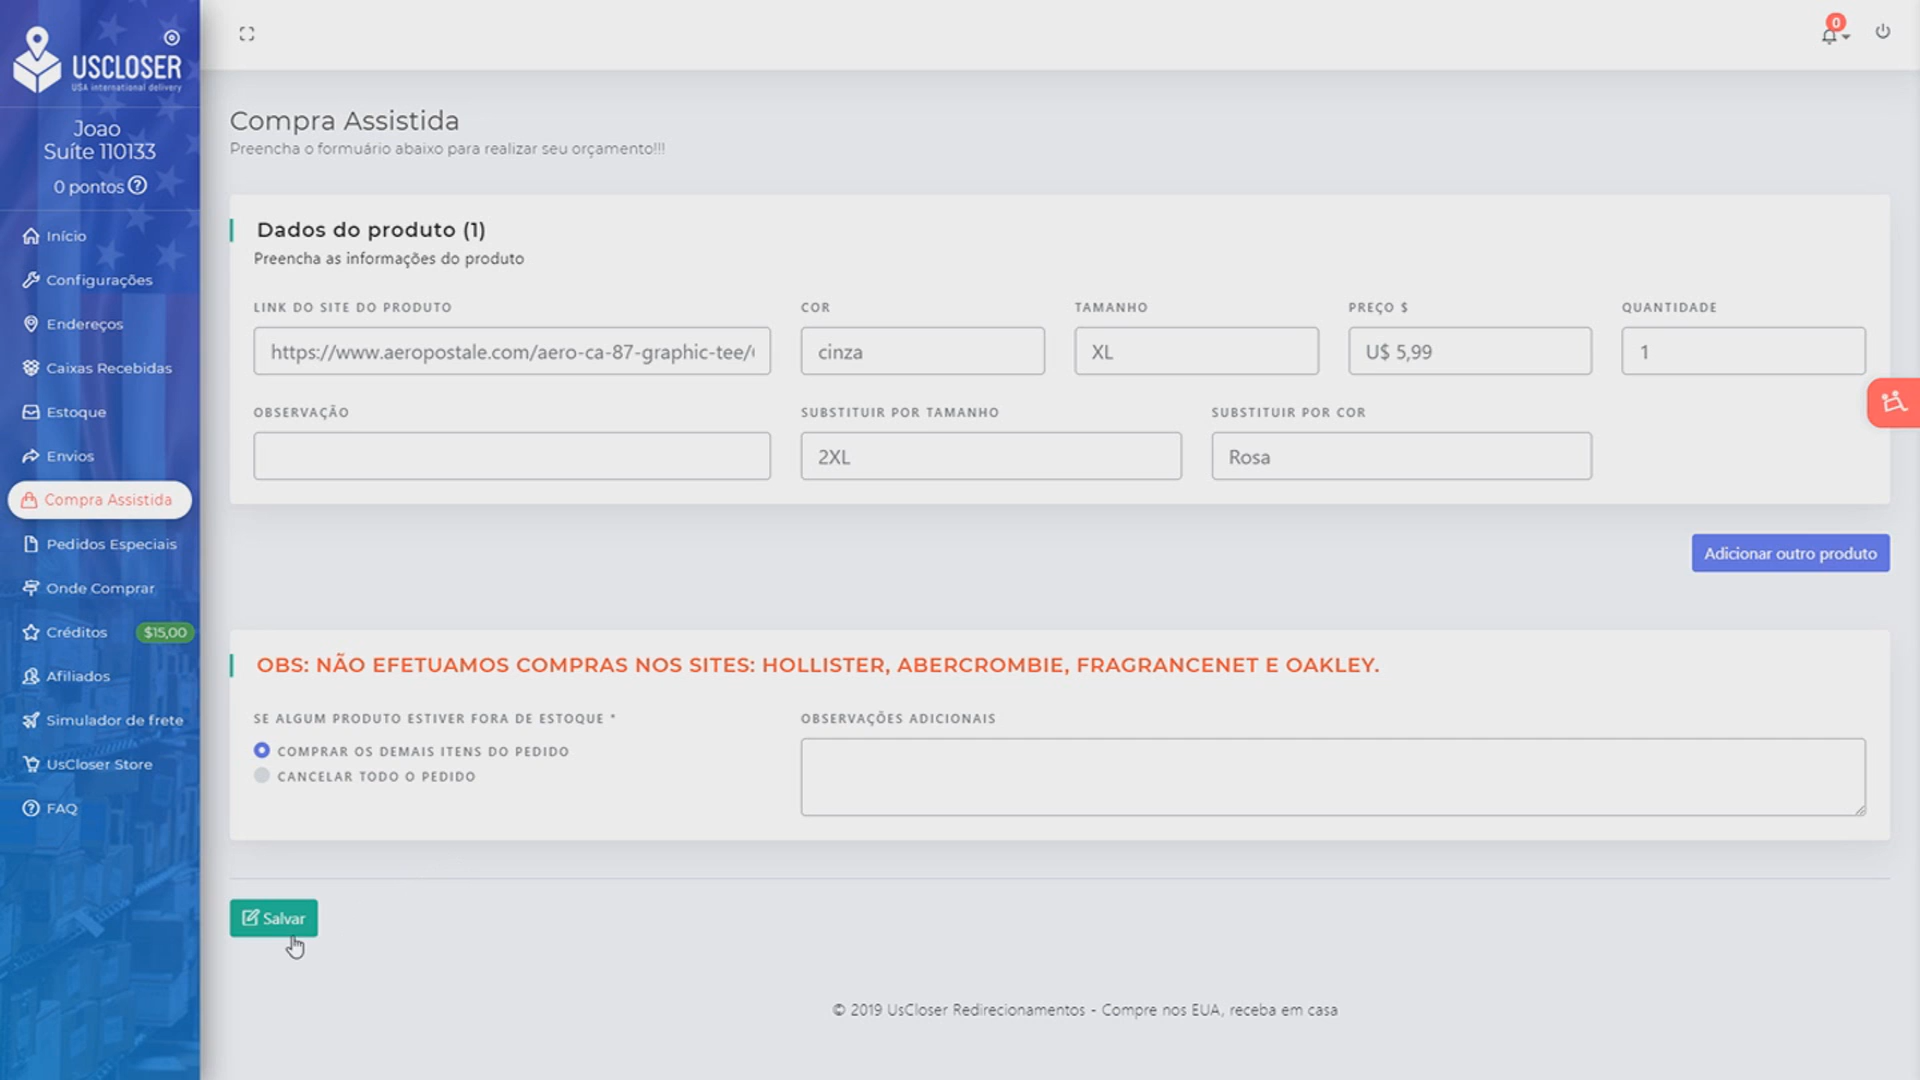 USCLOSER
USA international delivery
Joao
Suíte 110133
0 pontos
Início
Configurações
Endereços
Caixas Recebidas
Estoque
Envios
Compra Assistida
Pedidos Especiais
Onde Comprar
Créditos $15,00
Afiliados
Simulador de frete
UsCloser Store
FAQ
0
Compra Assistida
Preencha o formuário abaixo para realizar seu orçamento!!!
Dados do produto (1)
Preencha as informações do produto
LINK DO SITE DO PRODUTO COR TAMANHO PREÇO $ QUANTIDADE
https://www.aeropostale.com/aero-ca-87-graphic-tee/ cinza XL U$ 5,99 1
OBSERVAÇÃO SUBSTITUIR POR TAMANHO SUBSTITUIR POR COR
2XL Rosa
Adicionar outro produto
OBS: NÃO EFETUAMOS COMPRAS NOS SITES: HOLLISTER, ABERCROMBIE, FRAGRANCENET E OAKLEY.
SE ALGUM PRODUTO ESTIVER FORA DE ESTOQUE * OBSERVAÇÕES ADICIONAIS
COMPRAR OS DEMAIS ITENS DO PEDIDO
CANCELAR TODO O PEDIDO
Salvar
© 2019 UsCloser Redirecionamentos - Compre nos EUA, receba em casa